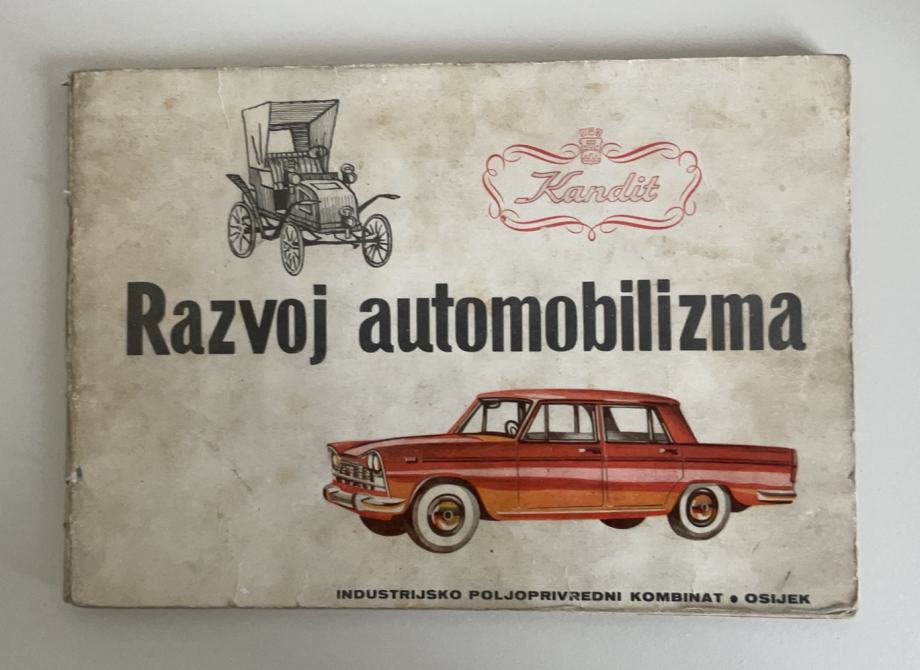 Kandit
Razvoj automobilizma
INDUSTRIJSKO POLJOPRIVREDNI KOMBINAT • OSIJEK